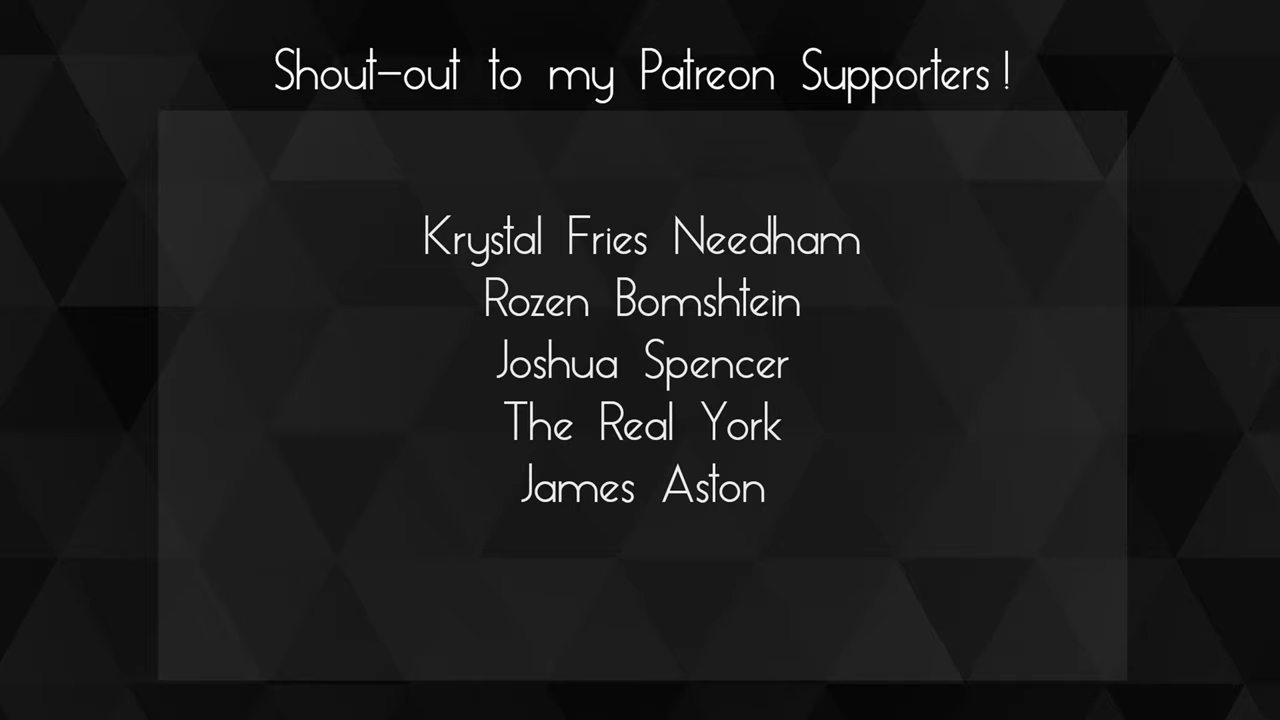 Shout-out to my Patreon Supporters!
Krystal Fries Needham
Rozen Bomshtein
Joshua Spencer
The Real York
James Aston